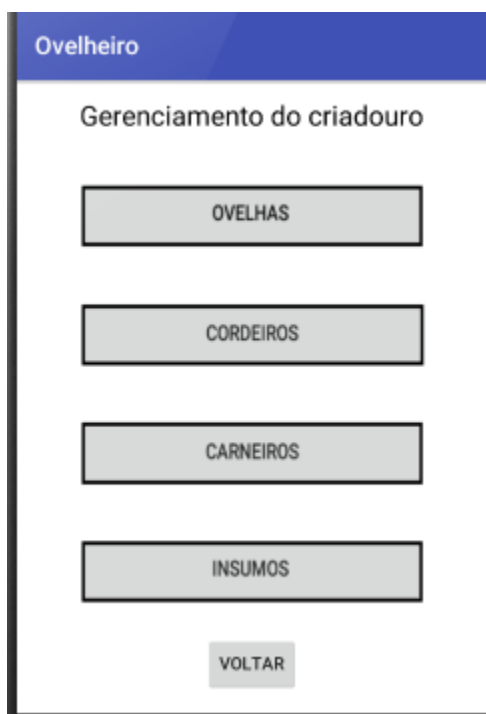 Ovelheiro
Gerenciamento do criadouro
OVELHAS
CORDEIROS
CARNEIROS
INSUMOS
VOLTAR